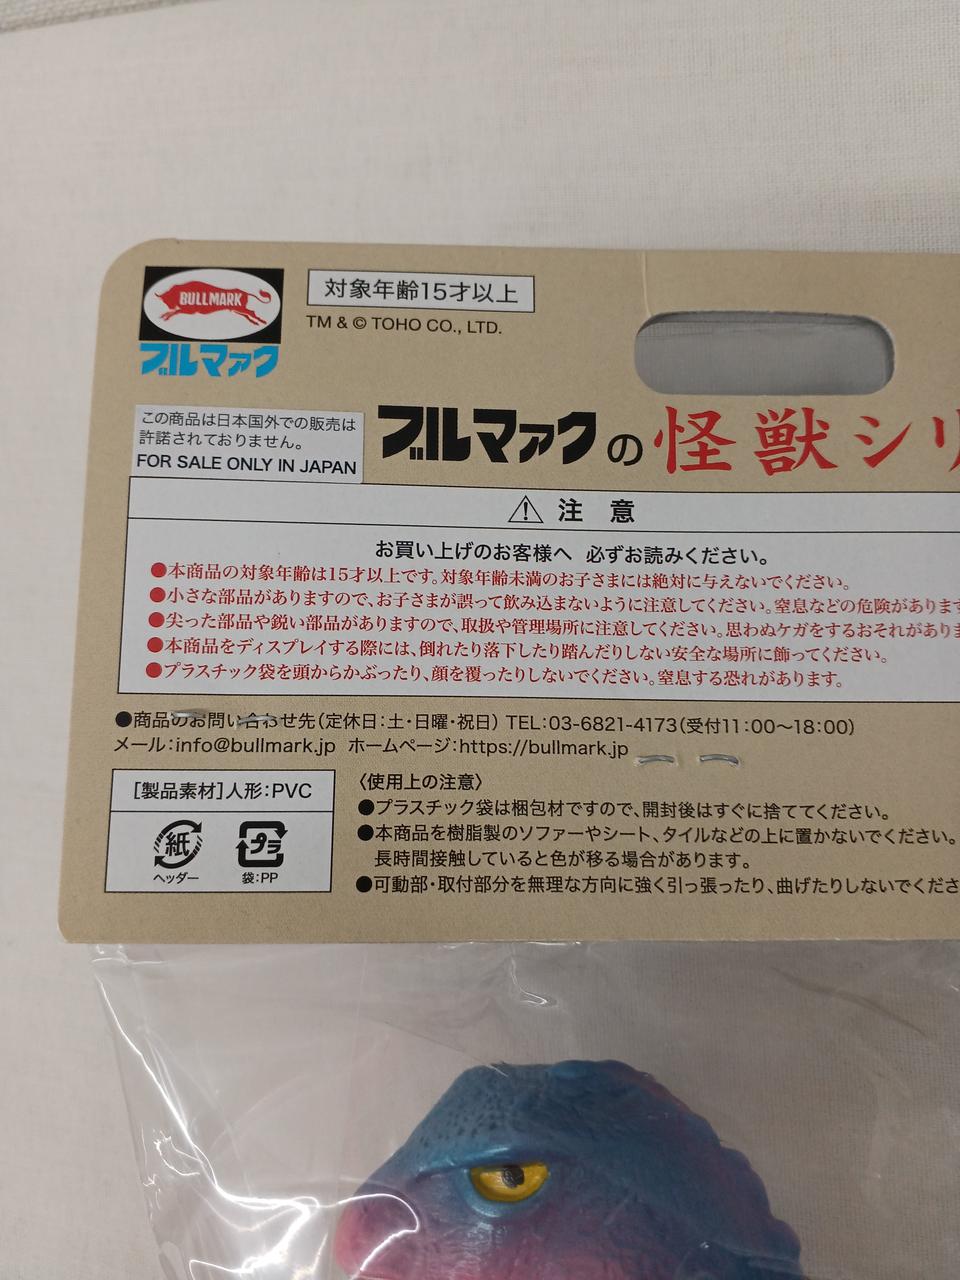 BULLMARK
ブルマァク
対象年齢15才以上
TM & © TOHO CO., LTD.
この商品は日本国外での販売は
許諾されておりません。
FOR SALE ONLY IN JAPAN
ブルマァクの怪獣シリ
⚠ 注 意
お買い上げのお客様へ 必ずお読みください。
●本商品の対象年齢は15才以上です。対象年齢未満のお子さまには絶対に与えないでください。
●小さな部品がありますので、お子さまが誤って飲み込まないように注意してください。窒息などの危険があります
●尖った部品や鋭い部品がありますので、取扱や管理場所に注意してください。思わぬケガをするおそれがありま
●本商品をディスプレイする際には、倒れたり落下したり踏んだりしない安全な場所に飾ってください。
●プラスチック袋を頭からかぶったり、顔を覆ったりしないでください。窒息する恐れがあります。
●商品のお問い合わせ先(定休日:土・日曜・祝日) TEL:03-6821-4173(受付11:00〜18:00)
メール:info@bullmark.jp ホームページ:https://bullmark.jp
[製品素材]人形:PVC
紙
ヘッダー
プラ
袋:PP
〈使用上の注意〉
●プラスチック袋は梱包材ですので、開封後はすぐに捨ててください。
●本商品を樹脂製のソファーやシート、タイルなどの上に置かないでください。
長時間接触していると色が移る場合があります。
●可動部・取付部分を無理な方向に強く引っ張ったり、曲げたりしないでくださ